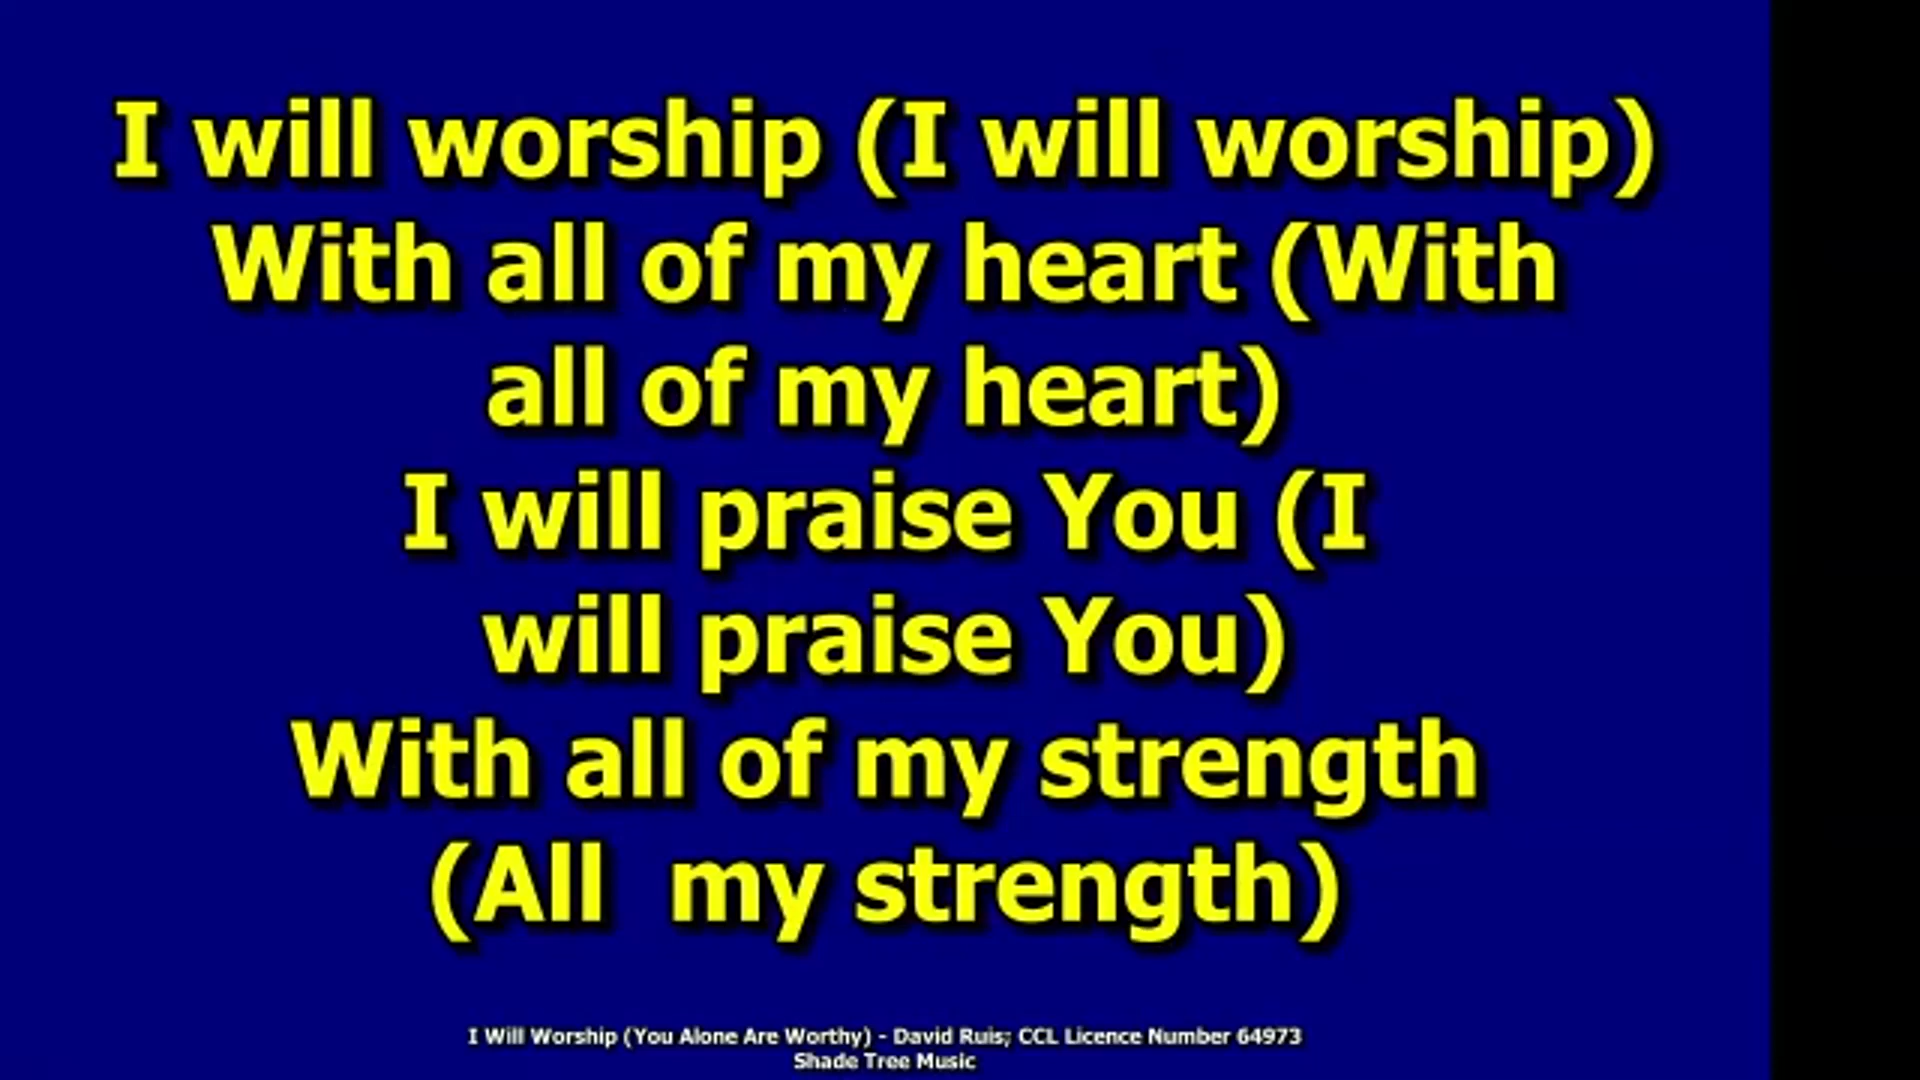 I will worship (I will worship)
With all of my heart (With
all of my heart)
I will praise You (I
will praise You)
With all of my strength
(All  my strength)
I Will Worship (You Alone Are Worthy) - David Ruis; CCL Licence Number 64973
Shade Tree Music